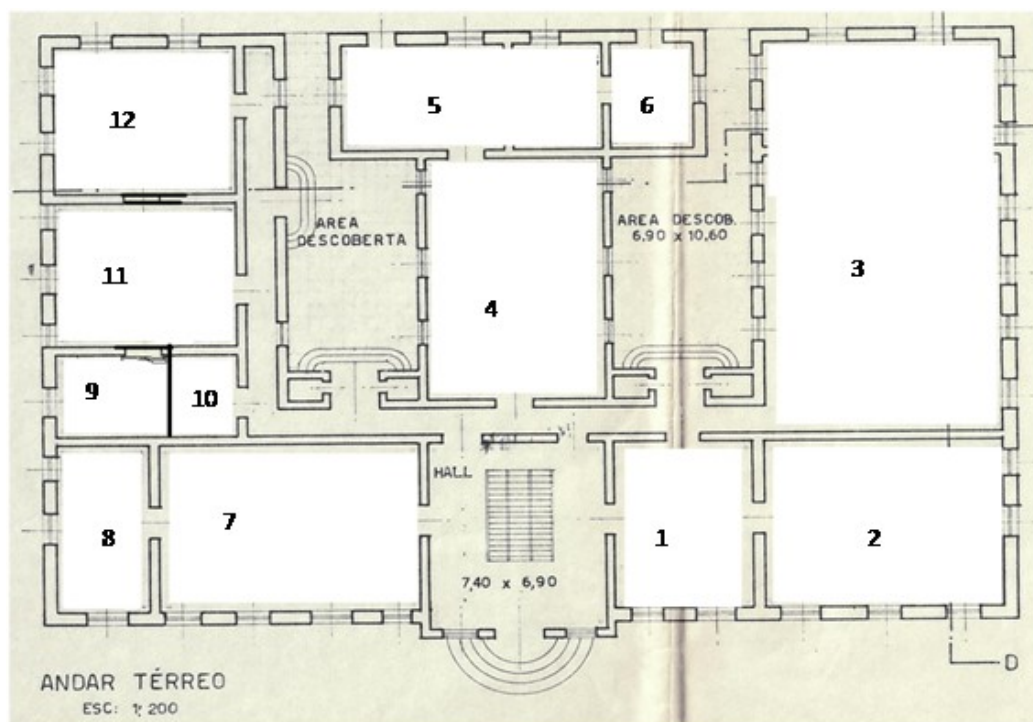 12
5
6
3
AREA
DESCOBERTA
AREA DESCOB.
6,90 x 10,60
11
4
9
10
HALL
8
7
1
2
7,40 x 6,90
ANDAR TÉRREO
ESC: 1:200
D